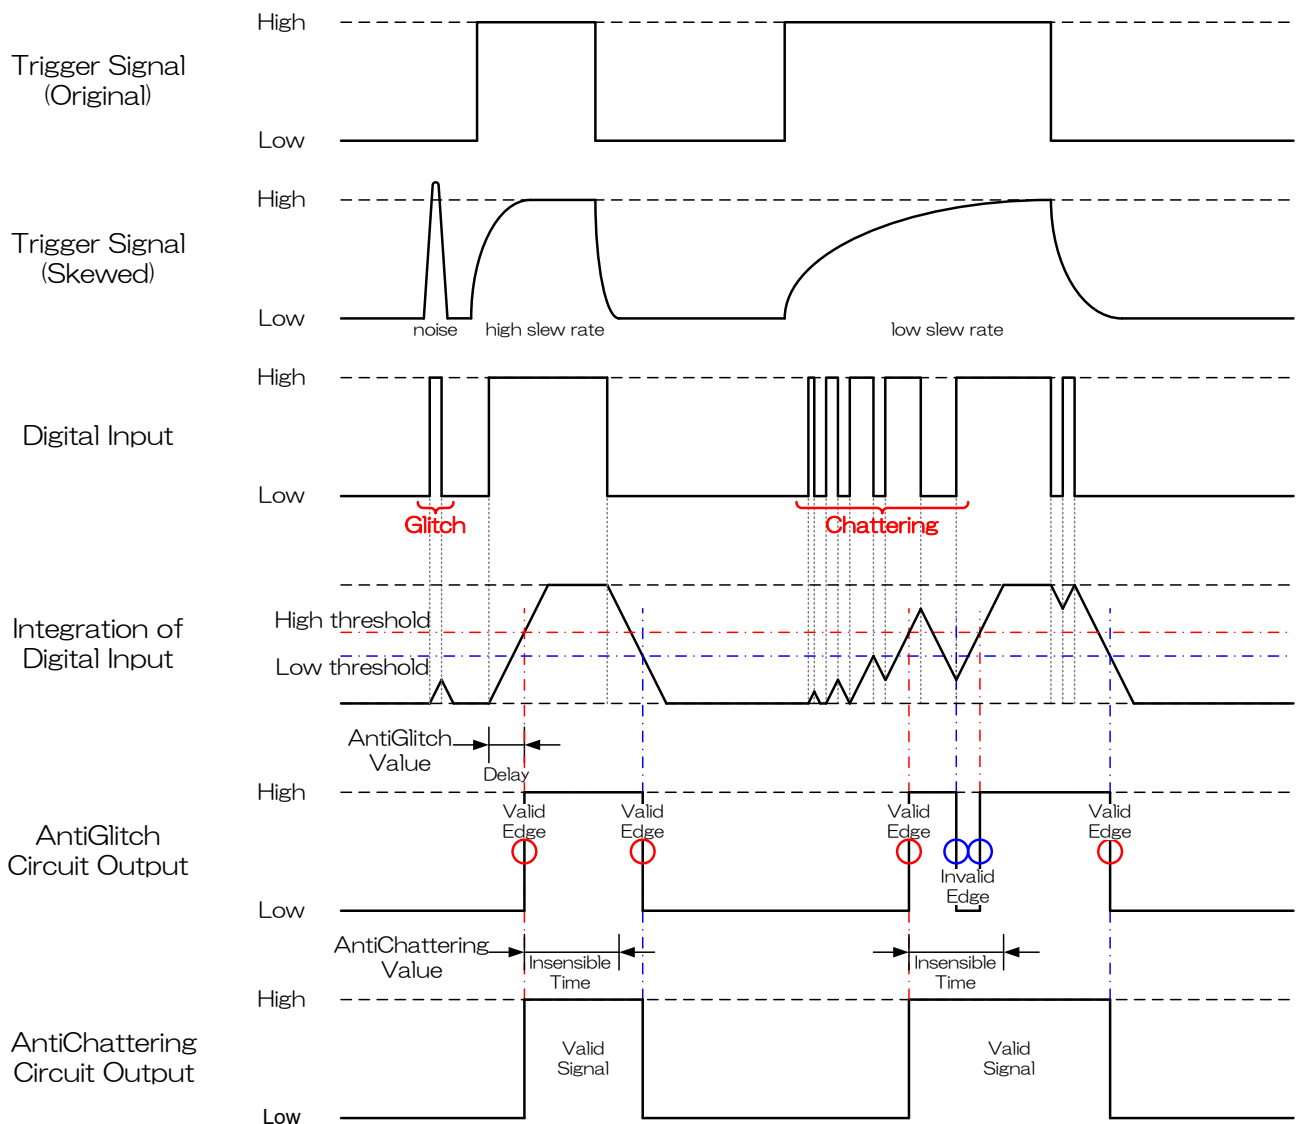 High
Trigger Signal
(Original)
Low
High
Trigger Signal
(Skewed)
Low
noise
high slew rate
low slew rate
High
Digital Input
Low
Glitch
Chattering
High threshold
Integration of
Digital Input
Low threshold
AntiGlitch
Value
Delay
High
Valid
Edge
Valid
Edge
Valid
Edge
Valid
Edge
AntiGlitch
Circuit Output
Invalid
Edge
Low
AntiChattering
Value
Insensible
Time
Insensible
Time
High
AntiChattering
Circuit Output
Valid
Signal
Valid
Signal
Low